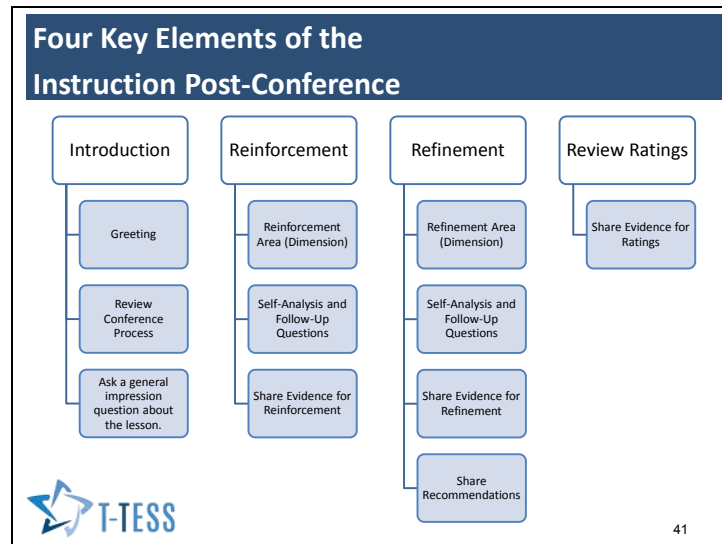 Four Key Elements of the
Instruction Post-Conference
Introduction
Greeting
Review
Conference
Process
Ask a general
impression
question about
the lesson.
Reinforcement
Reinforcement
Area (Dimension)
Self-Analysis and
Follow-Up
Questions
Share Evidence for
Reinforcement
Refinement
Refinement Area
(Dimension)
Self-Analysis and
Follow-Up
Questions
Share Evidence for
Refinement
Share
Recommendations
Review Ratings
Share Evidence for
Ratings
T-TESS
41